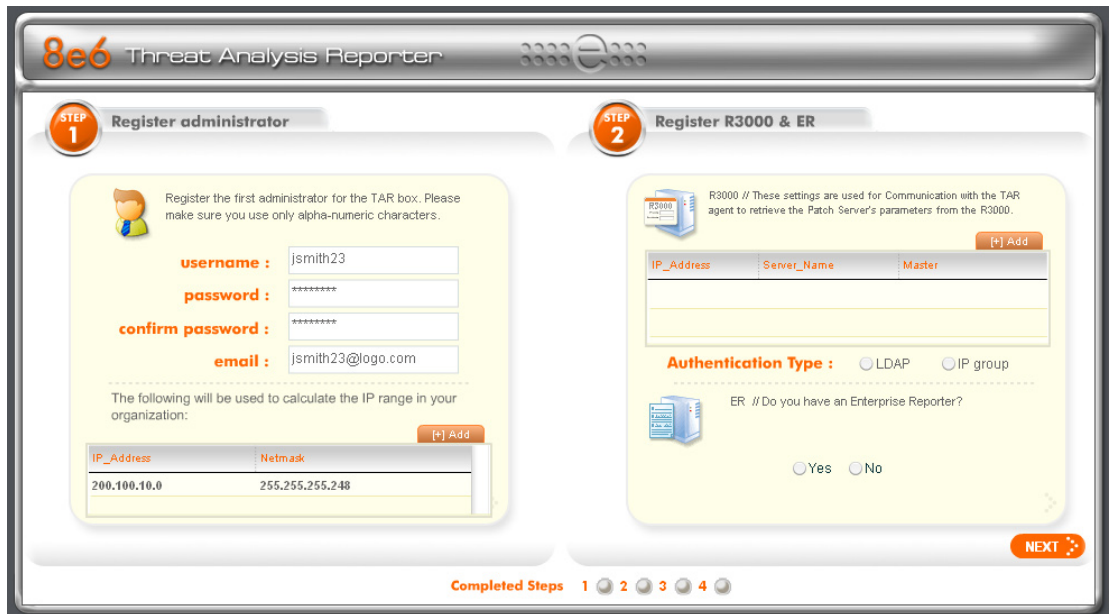 8e6 Threat Analysis Reporter
STEP 1
Register administrator
Register the first administrator for the TAR box. Please
make sure you use only alpha-numeric characters.
username : jsmith23
password : ********
confirm password : ********
email : jsmith23@logo.com
The following will be used to calculate the IP range in your
organization:
[+] Add
IP_Address Netmask
200.100.10.0 255.255.255.248
STEP 2
Register R3000 & ER
R3000
R3000 // These settings are used for Communication with the TAR
agent to retrieve the Patch Server's parameters from the R3000.
[+] Add
IP_Address Server_Name Master
Authentication Type : LDAP IP group
ER // Do you have an Enterprise Reporter?
Yes No
NEXT
Completed Steps 1 2 3 4